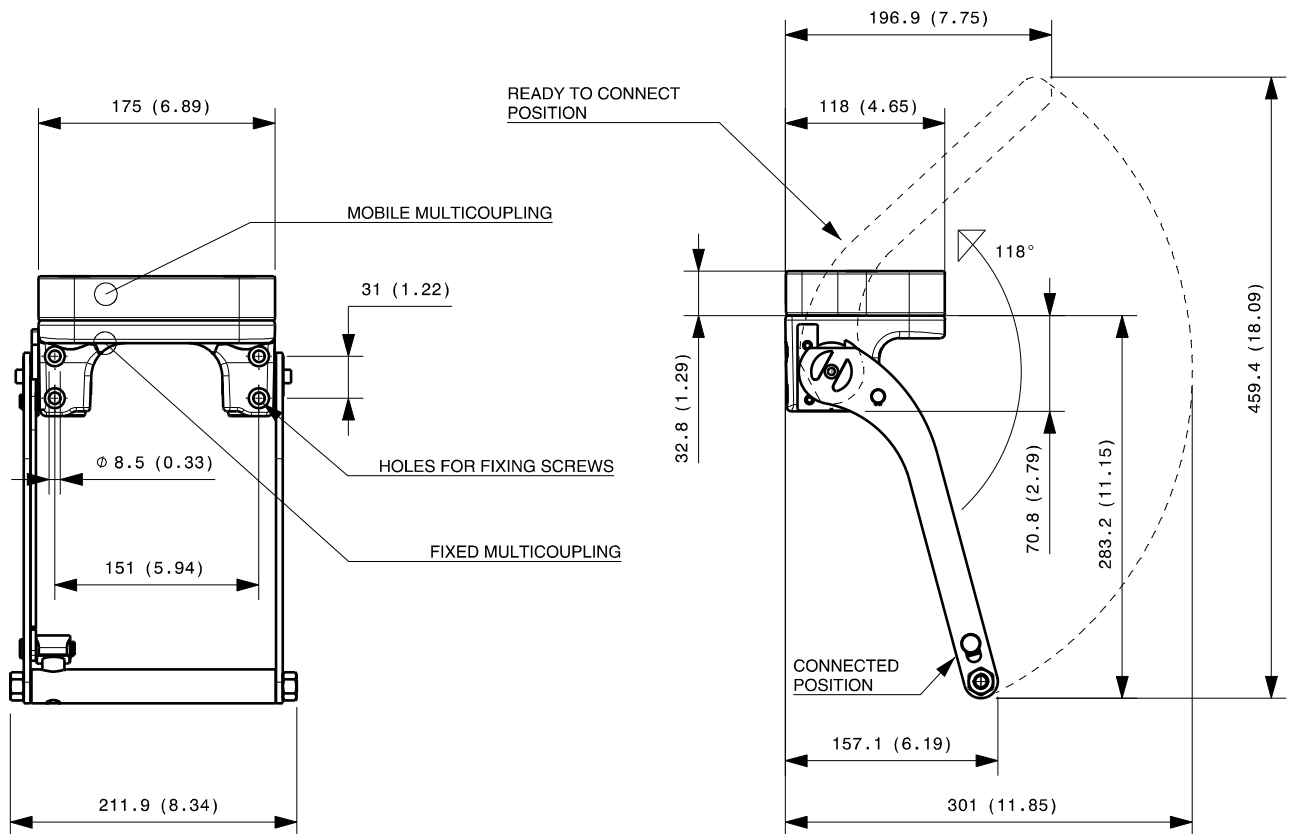 196.9 (7.75)
READY TO CONNECT
POSITION
175 (6.89)
118 (4.65)
MOBILE MULTICOUPLING
118°
31 (1.22)
459.4 (18.09)
32.8 (1.29)
Φ 8.5 (0.33)
HOLES FOR FIXING SCREWS
70.8 (2.79)
283.2 (11.15)
FIXED MULTICOUPLING
151 (5.94)
CONNECTED
POSITION
157.1 (6.19)
211.9 (8.34)
301 (11.85)